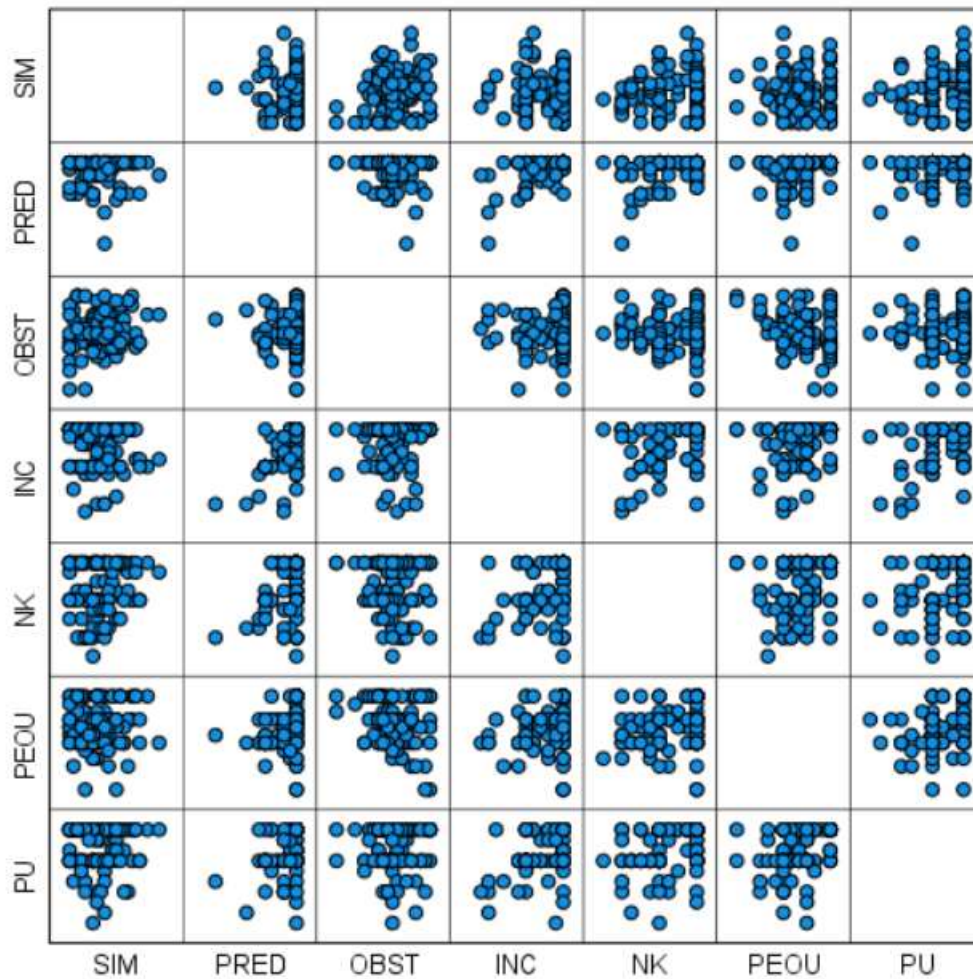 SIM
PRED
OBST
INC
NK
PEOU
PU
SIM PRED OBST INC NK PEOU PU